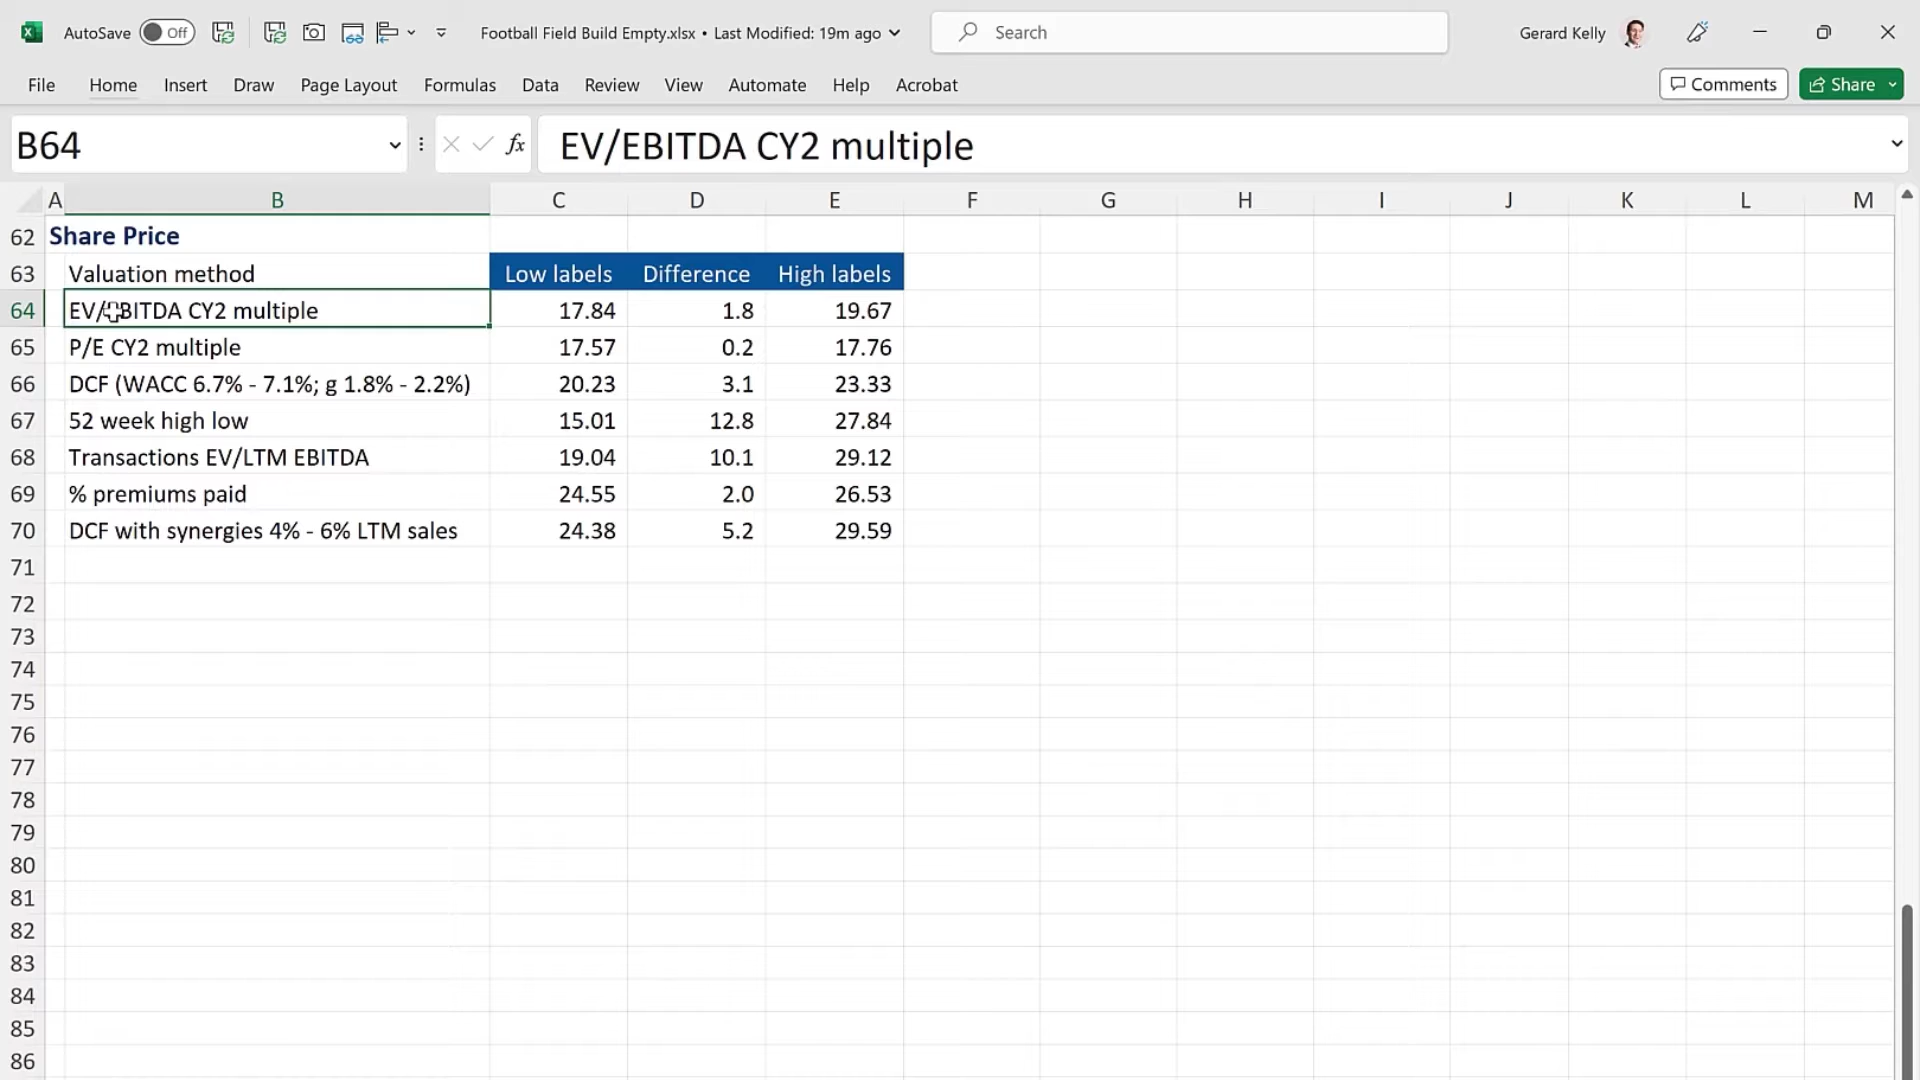 AutoSave Off Football Field Build Empty.xlsx • Last Modified: 19m ago Search Gerard Kelly
File Home Insert Draw Page Layout Formulas Data Review View Automate Help Acrobat Comments Share
B64 fx EV/EBITDA CY2 multiple
A B C D E F G H I J K L M
62 Share Price
63 Valuation method Low labels Difference High labels
64 EV/EBITDA CY2 multiple 17.84 1.8 19.67
65 P/E CY2 multiple 17.57 0.2 17.76
66 DCF (WACC 6.7% - 7.1%; g 1.8% - 2.2%) 20.23 3.1 23.33
67 52 week high low 15.01 12.8 27.84
68 Transactions EV/LTM EBITDA 19.04 10.1 29.12
69 % premiums paid 24.55 2.0 26.53
70 DCF with synergies 4% - 6% LTM sales 24.38 5.2 29.59
71
72
73
74
75
76
77
78
79
80
81
82
83
84
85
86